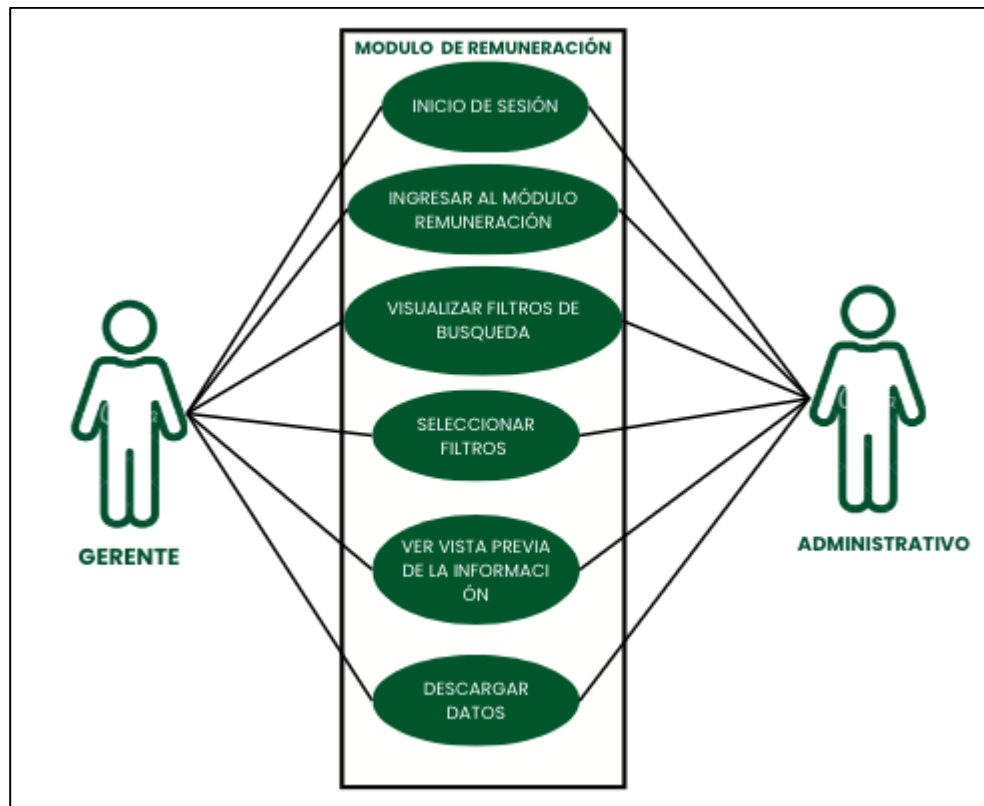 MODULO DE REMUNERACIÓN
INICIO DE SESIÓN
INGRESAR AL MÓDULO
REMUNERACIÓN
VISUALIZAR FILTROS DE
BUSQUEDA
SELECCIONAR
FILTROS
VER VISTA PREVIA
DE LA INFORMACI
ÓN
DESCARGAR
DATOS
GERENTE
ADMINISTRATIVO